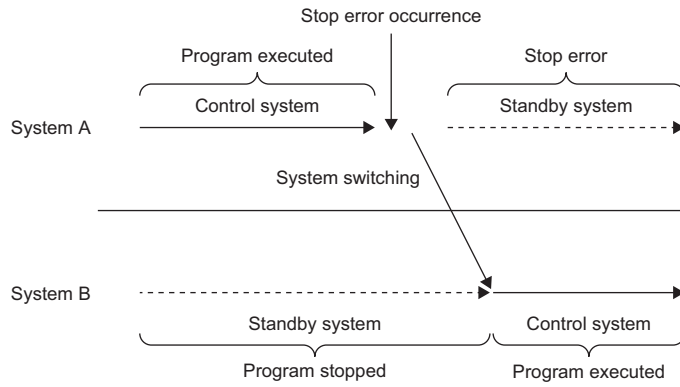 Stop error occurrence
Program executed
Stop error
Control system
Standby system
System A
System switching
System B
Standby system
Control system
Program stopped
Program executed